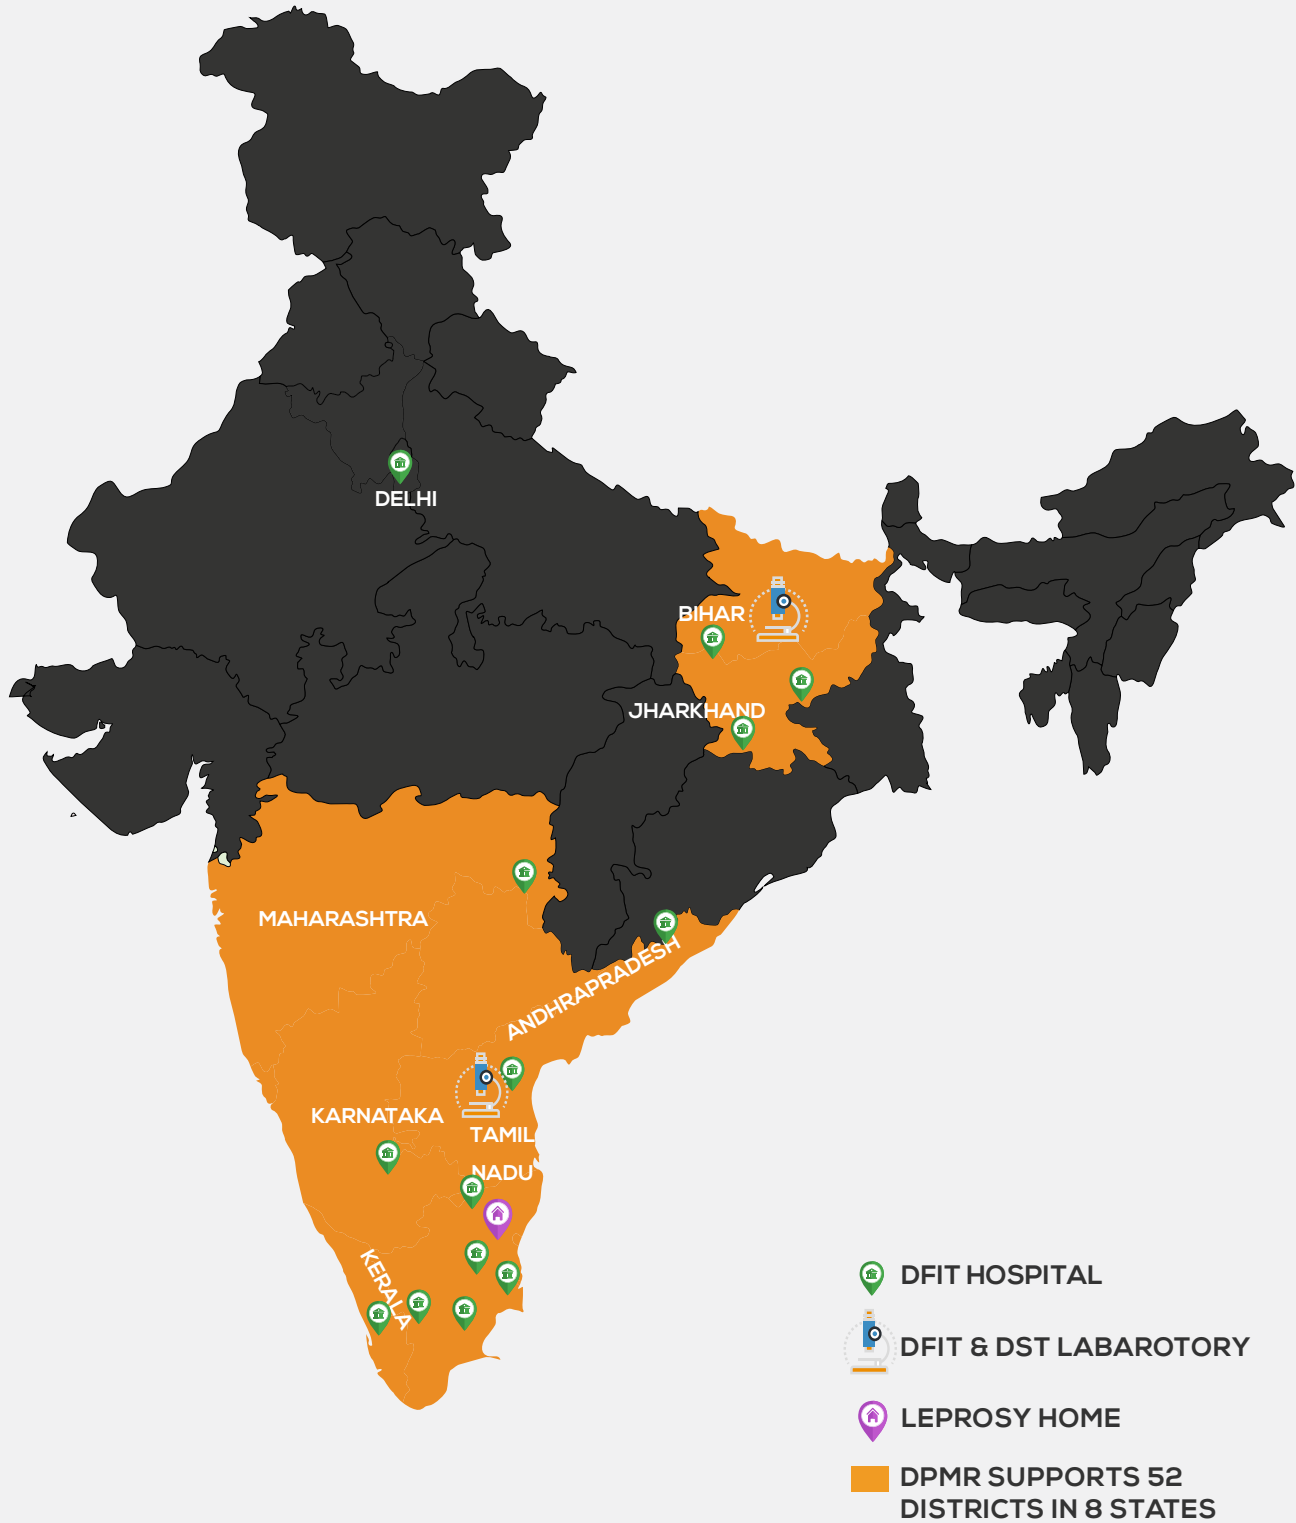 DELHI
BIHAR
JHARKHAND
MAHARASHTRA
ANDHRAPRADESH
KARNATAKA
TAMIL
NADU
KERALA
DFIT HOSPITAL
DFIT & DST LABAROTORY
LEPROSY HOME
DPMR SUPPORTS 52
DISTRICTS IN 8 STATES